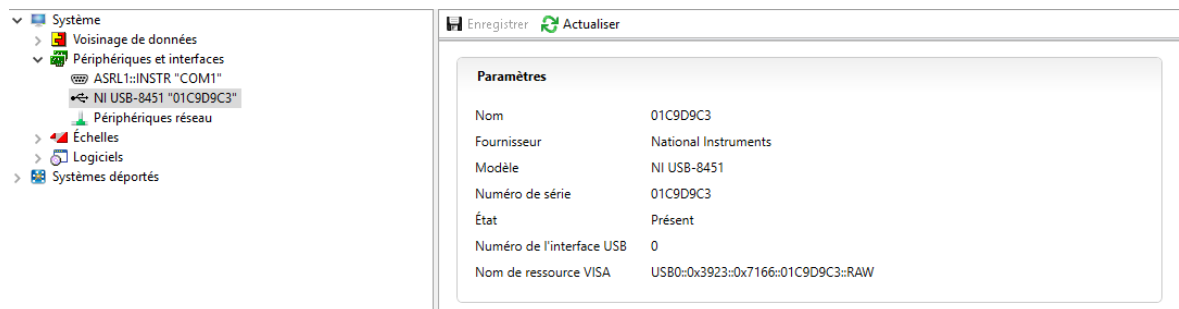 Système
Voisinage de données
Périphériques et interfaces
ASRL1::INSTR "COM1"
NI USB-8451 "01C9D9C3"
Périphériques réseau
Échelles
Logiciels
Systèmes déportés
Enregistrer Actualiser
Paramètres
Nom 01C9D9C3
Fournisseur National Instruments
Modèle NI USB-8451
Numéro de série 01C9D9C3
État Présent
Numéro de l'interface USB 0
Nom de ressource VISA USB0::0x3923::0x7166::01C9D9C3::RAW